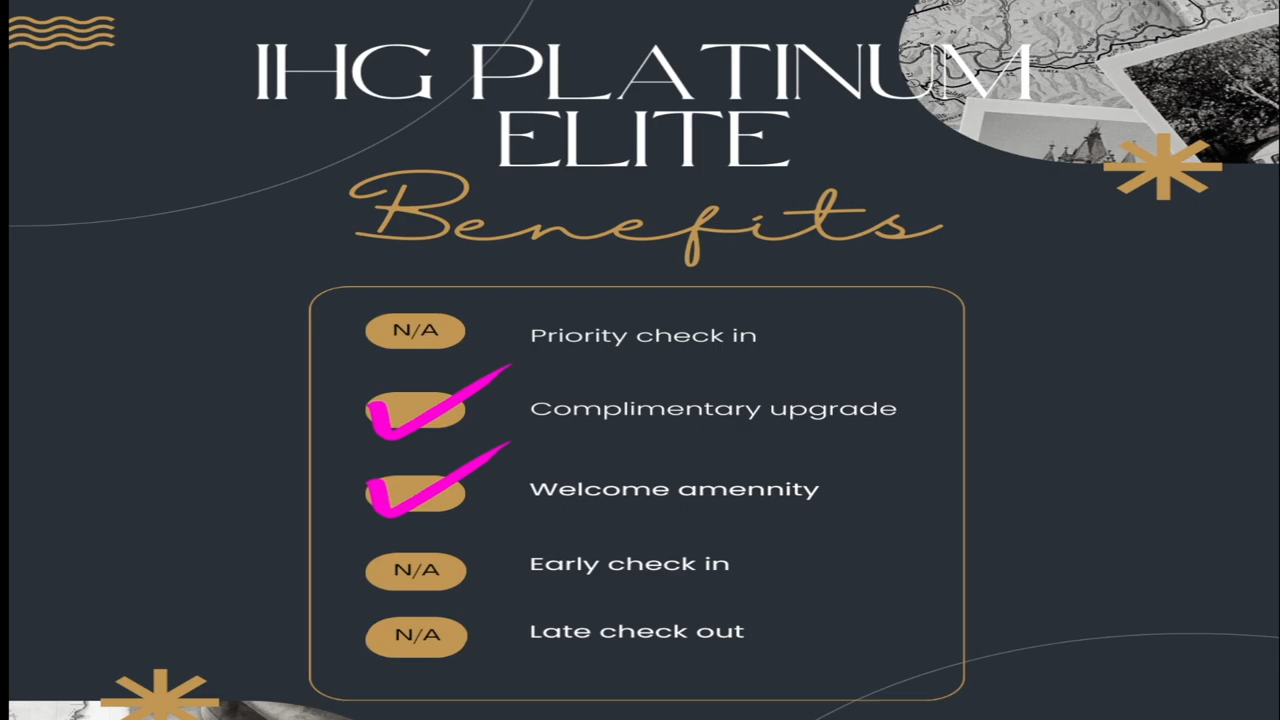 IHG PLATINUM
ELITE
Benefits
N/A Priority check in
Complimentary upgrade
Welcome amennity
N/A Early check in
N/A Late check out